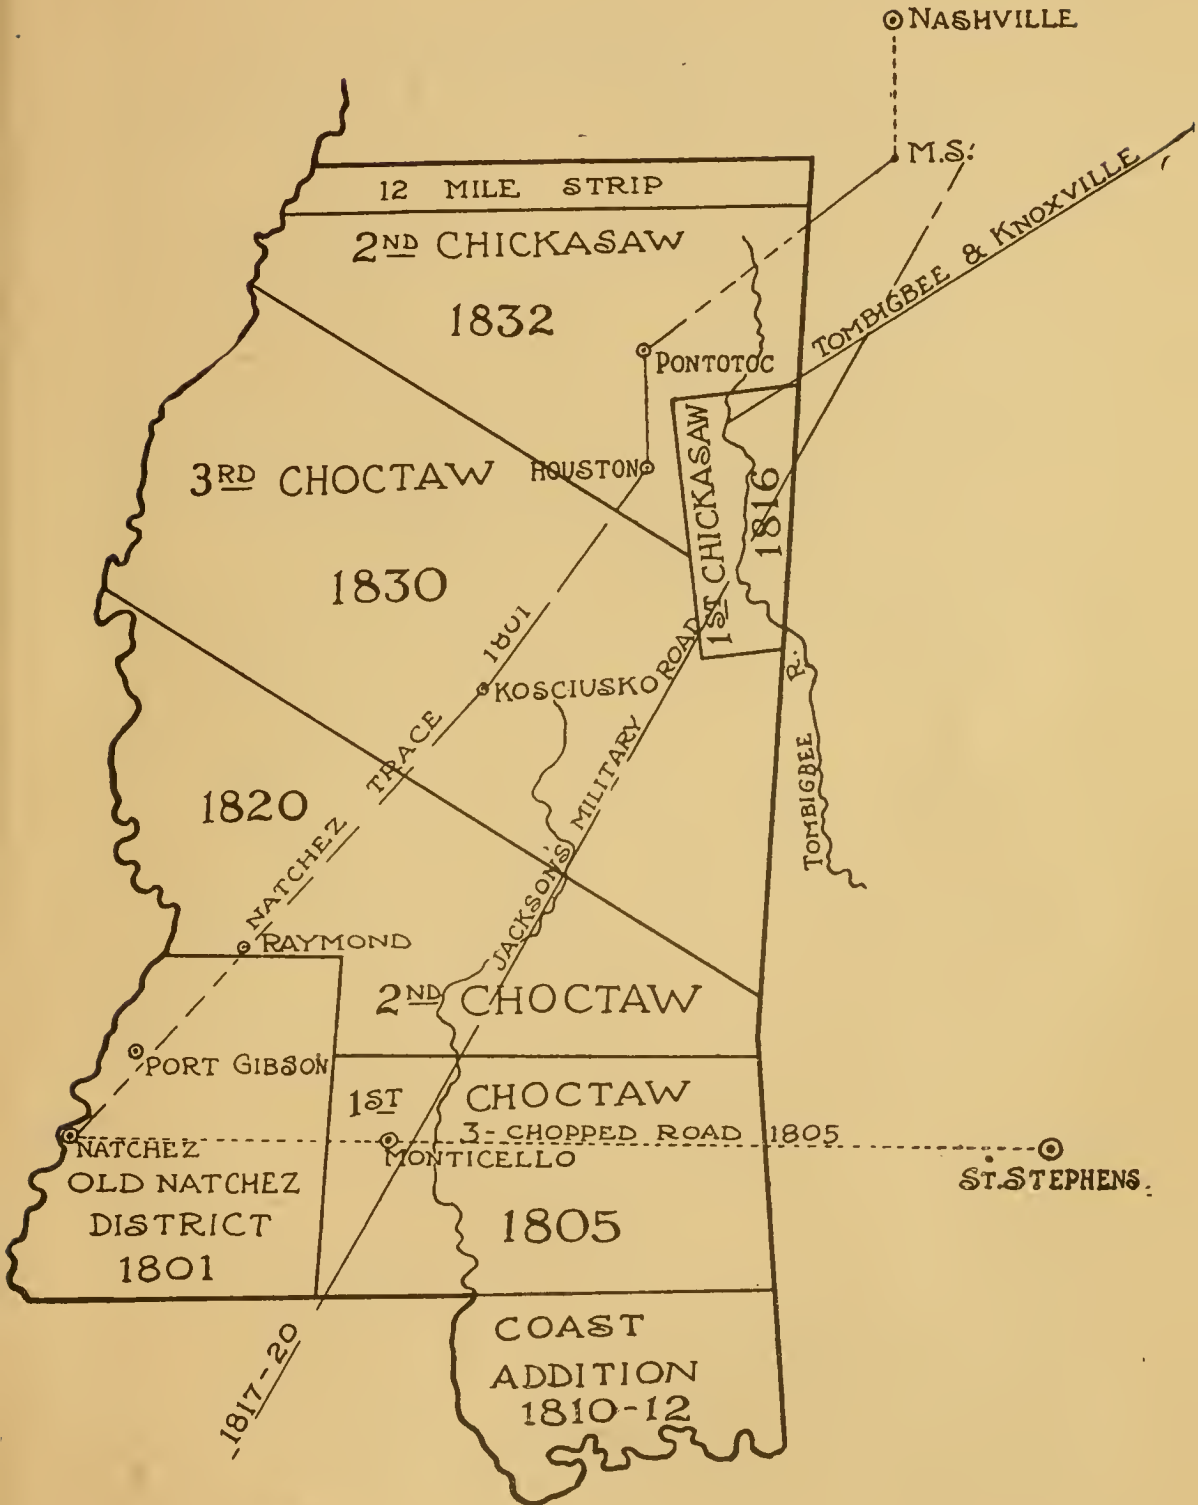 NASHVILLE
M.S.
12 MILE STRIP
2ND CHICKASAW
1832
TOMBIGBEE & KNOXVILLE
PONTOTOC
3RD CHOCTAW
HOUSTON
1ST CHICKASAW
1816
1830
1801
KOSCIUSKO
NATCHEZ TRACE
JACKSON'S MILITARY ROAD
TOMBIGBEE R.
1820
RAYMOND
2ND CHOCTAW
PORT GIBSON
1ST CHOCTAW
3-CHOPPED ROAD 1805
NATCHEZ
MONTICELLO
ST. STEPHENS.
OLD NATCHEZ
DISTRICT
1801
1805
COAST
ADDITION
1810-12
1817-20